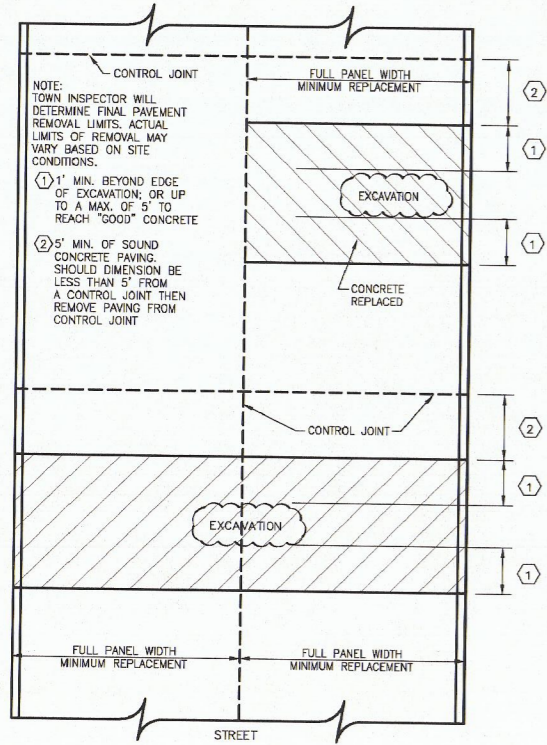 CONTROL JOINT
FULL PANEL WIDTH
MINIMUM REPLACEMENT
2
NOTE:
TOWN INSPECTOR WILL
DETERMINE FINAL PAVEMENT
REMOVAL LIMITS. ACTUAL
LIMITS OF REMOVAL MAY
VARY BASED ON SITE
CONDITIONS.
1 1' MIN. BEYOND EDGE
OF EXCAVATION; OR UP
TO A MAX. OF 5' TO
REACH "GOOD" CONCRETE
2 5' MIN. OF SOUND
CONCRETE PAVING.
SHOULD DIMENSION BE
LESS THAN 5' FROM
A CONTROL JOINT THEN
REMOVE PAVING FROM
CONTROL JOINT
1
EXCAVATION
1
CONCRETE
REPLACED
CONTROL JOINT
2
1
EXCAVATION
1
FULL PANEL WIDTH
MINIMUM REPLACEMENT
FULL PANEL WIDTH
MINIMUM REPLACEMENT
STREET